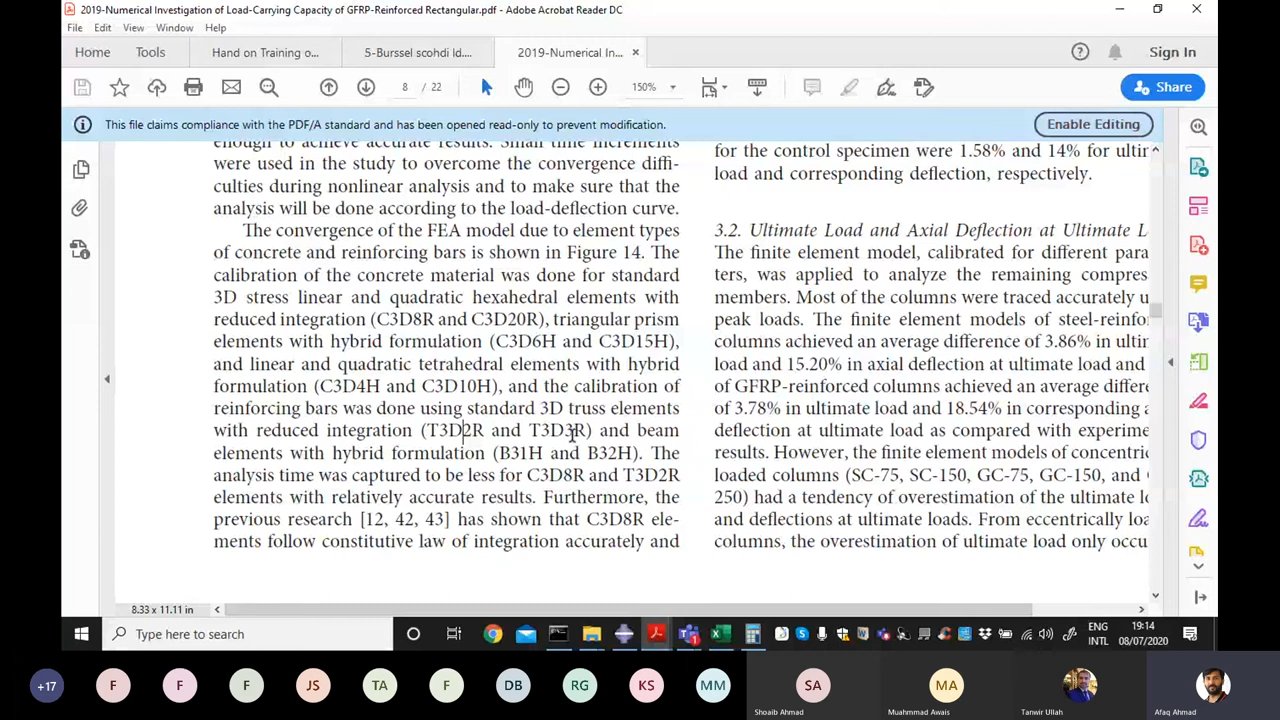 2019-Numerical Investigation of Load-Carrying Capacity of GFRP-Reinforced Rectangular.pdf - Adobe Acrobat Reader DC
File Edit View Window Help
Home Tools Hand on Training o... 5-Burssel scohdi ld.... 2019-Numerical In... × Sign In
8 / 22 150% Share
This file claims compliance with the PDF/A standard and has been opened read-only to prevent modification. Enable Editing
enough to achieve accurate results. Small time increments
were used in the study to overcome the convergence diffi-
culties during nonlinear analysis and to make sure that the
analysis will be done according to the load-deflection curve.
The convergence of the FEA model due to element types
of concrete and reinforcing bars is shown in Figure 14. The
calibration of the concrete material was done for standard
3D stress linear and quadratic hexahedral elements with
reduced integration (C3D8R and C3D20R), triangular prism
elements with hybrid formulation (C3D6H and C3D15H),
and linear and quadratic tetrahedral elements with hybrid
formulation (C3D4H and C3D10H), and the calibration of
reinforcing bars was done using standard 3D truss elements
with reduced integration (T3D2R and T3D3R) and beam
elements with hybrid formulation (B31H and B32H). The
analysis time was captured to be less for C3D8R and T3D2R
elements with relatively accurate results. Furthermore, the
previous research [12, 42, 43] has shown that C3D8R ele-
ments follow constitutive law of integration accurately and
for the control specimen were 1.58% and 14% for ultim
load and corresponding deflection, respectively.
3.2. Ultimate Load and Axial Deflection at Ultimate L
The finite element model, calibrated for different para
ters, was applied to analyze the remaining compres
members. Most of the columns were traced accurately u
peak loads. The finite element models of steel-reinfo
columns achieved an average difference of 3.86% in ultim
load and 15.20% in axial deflection at ultimate load and
of GFRP-reinforced columns achieved an average differe
of 3.78% in ultimate load and 18.54% in corresponding a
deflection at ultimate load as compared with experime
results. However, the finite element models of concentric
loaded columns (SC-75, SC-150, GC-75, GC-150, and
250) had a tendency of overestimation of the ultimate lo
and deflections at ultimate loads. From eccentrically loa
columns, the overestimation of ultimate load only occu
8.33 x 11.11 in
Type here to search
ENG
INTL
19:14
08/07/2020
+17 F F F JS TA F DB RG KS MM SA MA
Shoaib Ahmad Muahmmad Awais Tanwir Ullah Afaq Ahmad